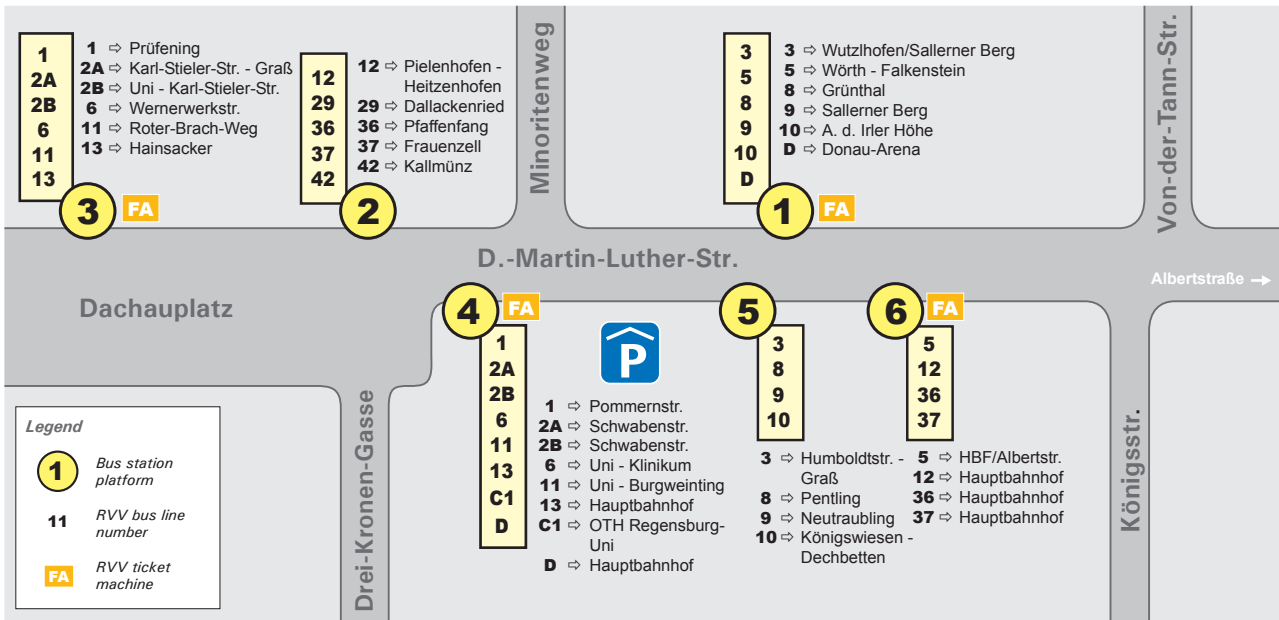 1
2A
2B
6
11
13
1 ⇨ Prüfening
2A ⇨ Karl-Stieler-Str. - Graß
2B ⇨ Uni - Karl-Stieler-Str.
6 ⇨ Wernerwerkstr.
11 ⇨ Roter-Brach-Weg
13 ⇨ Hainsacker
3
FA
12
29
36
37
42
12 ⇨ Pielenhofen -
Heitzenhofen
29 ⇨ Dallackenried
36 ⇨ Pfaffenfang
37 ⇨ Frauenzell
42 ⇨ Kallmünz
2
Minoritenweg
3
5
8
9
10
D
3 ⇨ Wutzlhofen/Sallerner Berg
5 ⇨ Wörth - Falkenstein
8 ⇨ Grünthal
9 ⇨ Sallerner Berg
10 ⇨ A. d. Irler Höhe
D ⇨ Donau-Arena
1
FA
Von-der-Tann-Str.
D.-Martin-Luther-Str.
Albertstraße →
Dachauplatz
4
FA
1
2A
2B
6
11
13
C1
D
P
1 ⇨ Pommernstr.
2A ⇨ Schwabenstr.
2B ⇨ Schwabenstr.
6 ⇨ Uni - Klinikum
11 ⇨ Uni - Burgweinting
13 ⇨ Hauptbahnhof
C1 ⇨ OTH Regensburg-
Uni
D ⇨ Hauptbahnhof
5
3
8
9
10
3 ⇨ Humboldtstr. -
Graß
8 ⇨ Pentling
9 ⇨ Neutraubling
10 ⇨ Königswiesen -
Dechbetten
6
FA
5
12
36
37
5 ⇨ HBF/Albertstr.
12 ⇨ Hauptbahnhof
36 ⇨ Hauptbahnhof
37 ⇨ Hauptbahnhof
Drei-Kronen-Gasse
Königsstr.
Legend
1
Bus station
platform
11
RVV bus line
number
FA
RVV ticket
machine